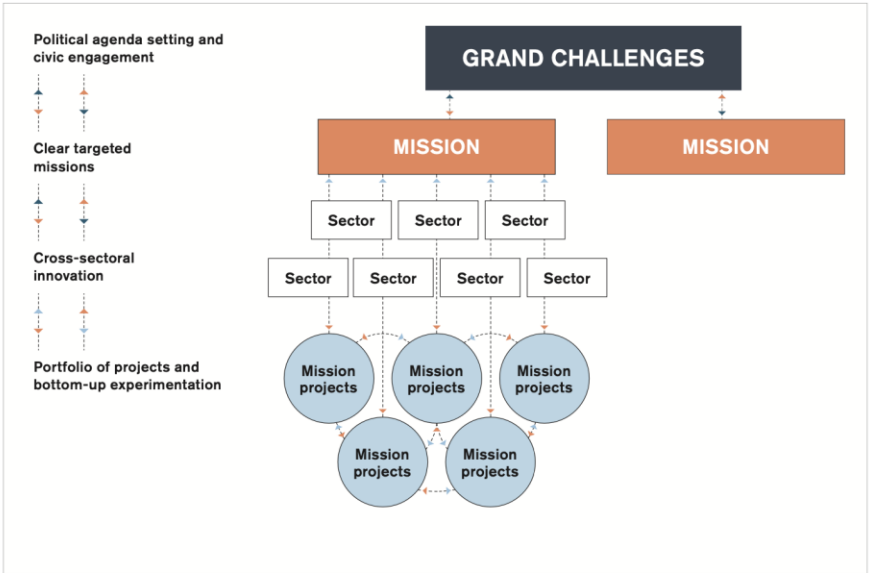 Political agenda setting and
civic engagement
Clear targeted
missions
Cross-sectoral
innovation
Portfolio of projects and
bottom-up experimentation
GRAND CHALLENGES
MISSION
MISSION
Sector
Sector
Sector
Sector
Sector
Sector
Sector
Mission
projects
Mission
projects
Mission
projects
Mission
projects
Mission
projects